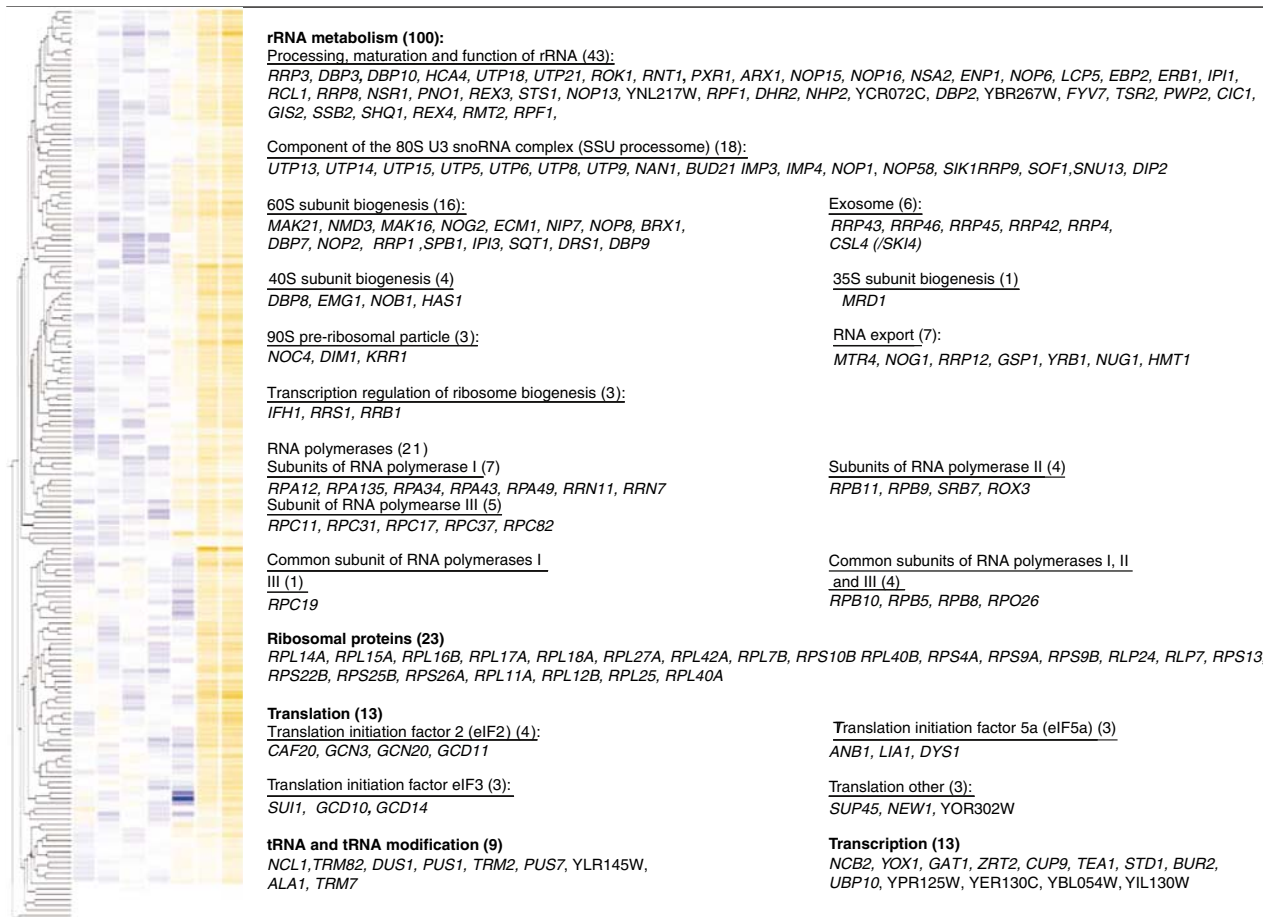 rRNA metabolism (100):
Processing, maturation and function of rRNA (43):
RRP3, DBP3, DBP10, HCA4, UTP18, UTP21, ROK1, RNT1, PXR1, ARX1, NOP15, NOP16, NSA2, ENP1, NOP6, LCP5, EBP2, ERB1, IPI1,
RCL1, RRP8, NSR1, PNO1, REX3, STS1, NOP13, YNL217W, RPF1, DHR2, NHP2, YCR072C, DBP2, YBR267W, FYV7, TSR2, PWP2, CIC1,
GIS2, SSB2, SHQ1, REX4, RMT2, RPF1,
Component of the 80S U3 snoRNA complex (SSU processome) (18):
UTP13, UTP14, UTP15, UTP5, UTP6, UTP8, UTP9, NAN1, BUD21 IMP3, IMP4, NOP1, NOP58, SIK1RRP9, SOF1,SNU13, DIP2
60S subunit biogenesis (16):
MAK21, NMD3, MAK16, NOG2, ECM1, NIP7, NOP8, BRX1,
DBP7, NOP2, RRP1 ,SPB1, IPI3, SQT1, DRS1, DBP9
Exosome (6):
RRP43, RRP46, RRP45, RRP42, RRP4,
CSL4 (/SKI4)
40S subunit biogenesis (4)
DBP8, EMG1, NOB1, HAS1
35S subunit biogenesis (1)
MRD1
90S pre-ribosomal particle (3):
NOC4, DIM1, KRR1
RNA export (7):
MTR4, NOG1, RRP12, GSP1, YRB1, NUG1, HMT1
Transcription regulation of ribosome biogenesis (3):
IFH1, RRS1, RRB1
RNA polymerases (21)
Subunits of RNA polymerase I (7)
RPA12, RPA135, RPA34, RPA43, RPA49, RRN11, RRN7
Subunits of RNA polymerase II (4)
RPB11, RPB9, SRB7, ROX3
Subunit of RNA polymearse III (5)
RPC11, RPC31, RPC17, RPC37, RPC82
Common subunit of RNA polymerases I
III (1)
RPC19
Common subunits of RNA polymerases I, II
and III (4)
RPB10, RPB5, RPB8, RPO26
Ribosomal proteins (23)
RPL14A, RPL15A, RPL16B, RPL17A, RPL18A, RPL27A, RPL42A, RPL7B, RPS10B RPL40B, RPS4A, RPS9A, RPS9B, RLP24, RLP7, RPS13,
RPS22B, RPS25B, RPS26A, RPL11A, RPL12B, RPL25, RPL40A
Translation (13)
Translation initiation factor 2 (eIF2) (4):
CAF20, GCN3, GCN20, GCD11
Translation initiation factor 5a (eIF5a) (3)
ANB1, LIA1, DYS1
Translation initiation factor eIF3 (3):
SUI1, GCD10, GCD14
Translation other (3):
SUP45, NEW1, YOR302W
tRNA and tRNA modification (9)
NCL1,TRM82, DUS1, PUS1, TRM2, PUS7, YLR145W,
ALA1, TRM7
Transcription (13)
NCB2, YOX1, GAT1, ZRT2, CUP9, TEA1, STD1, BUR2,
UBP10, YPR125W, YER130C, YBL054W, YIL130W